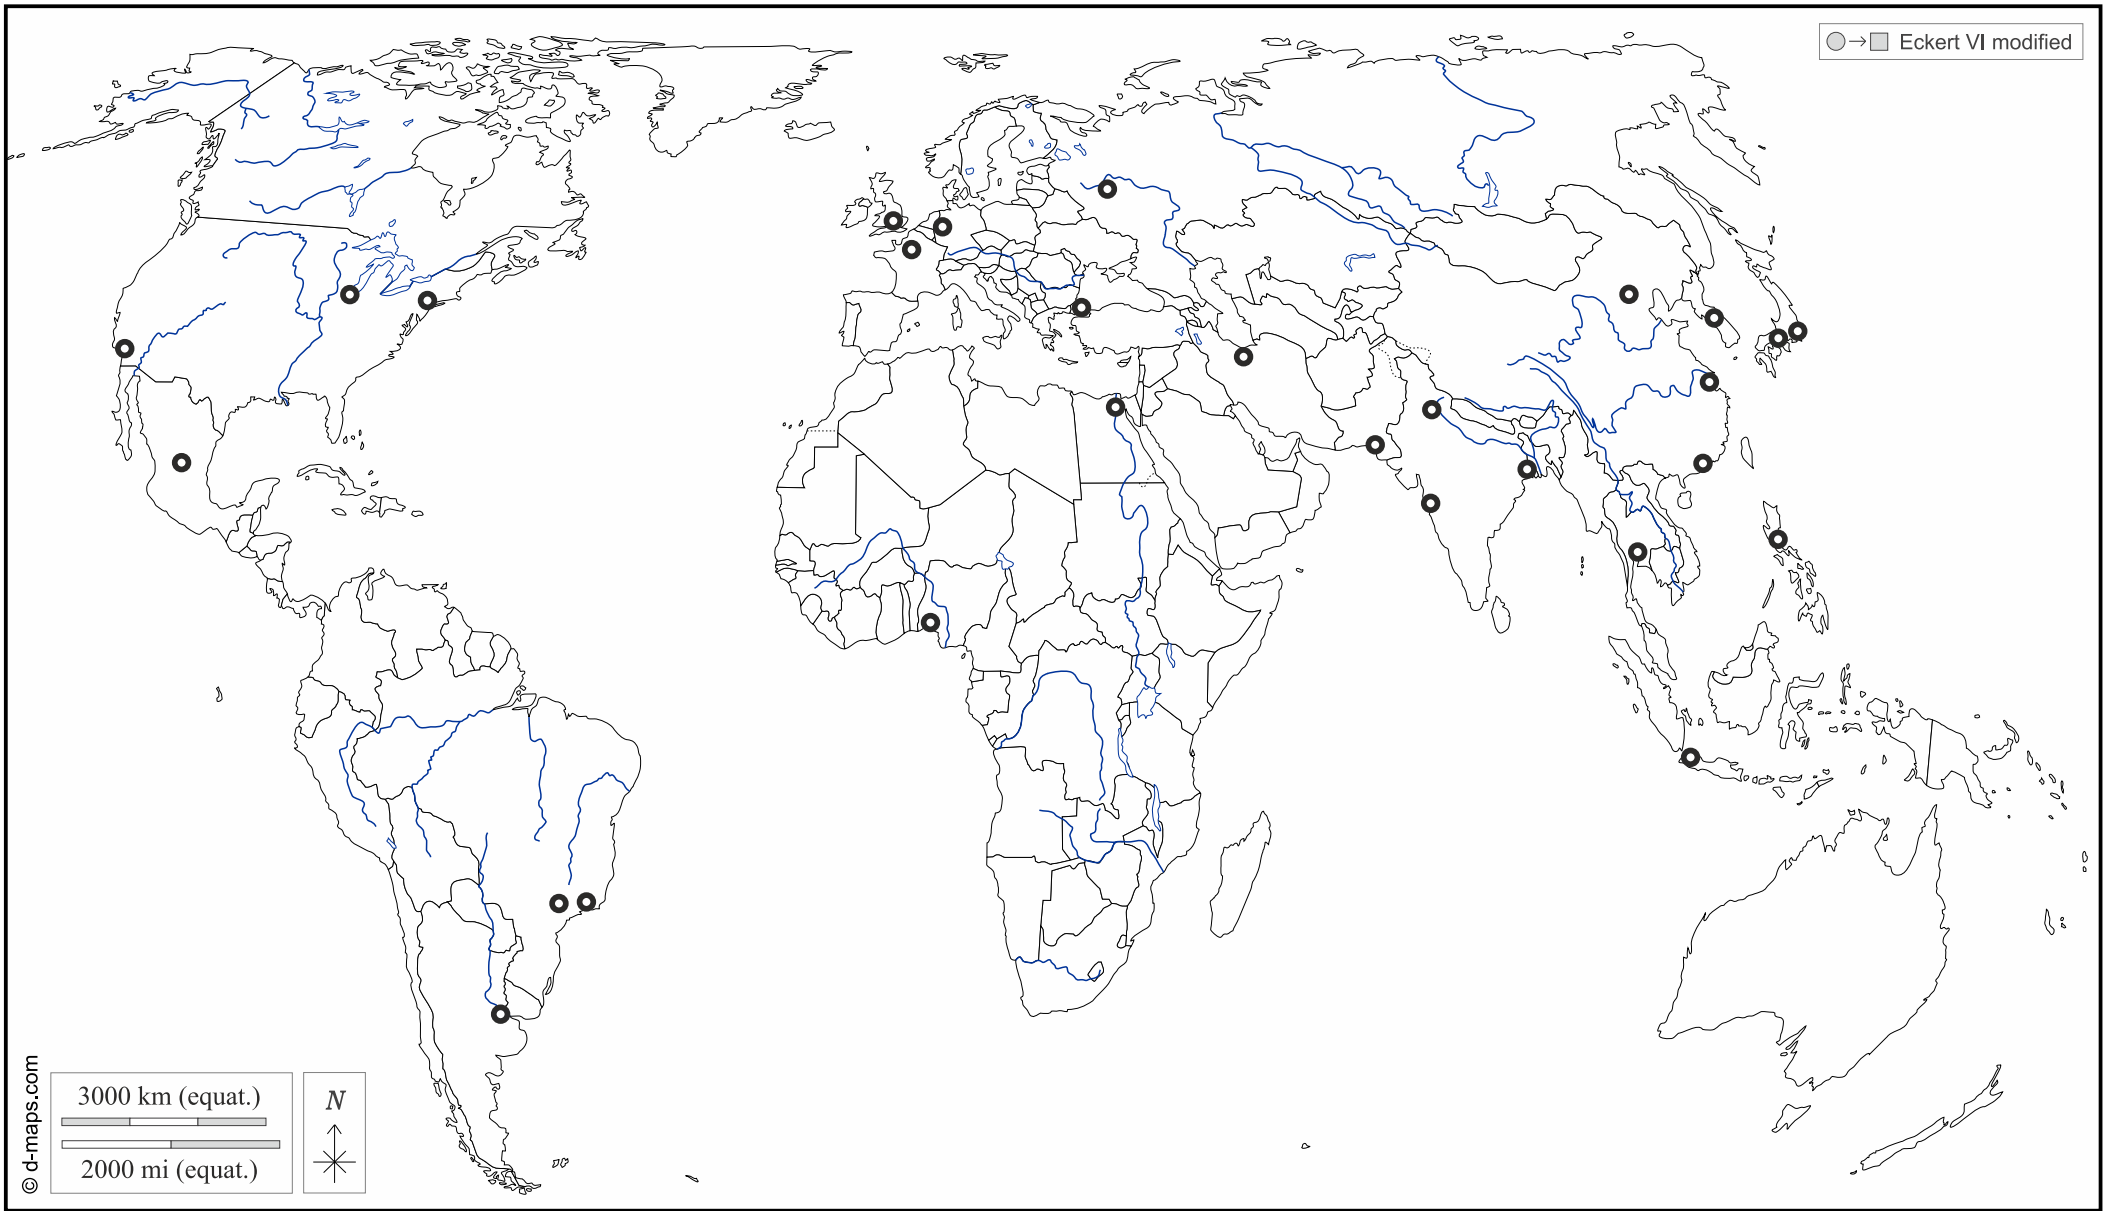 Eckert VI modified
© d-maps.com
3000 km (equat.)
2000 mi (equat.)
N